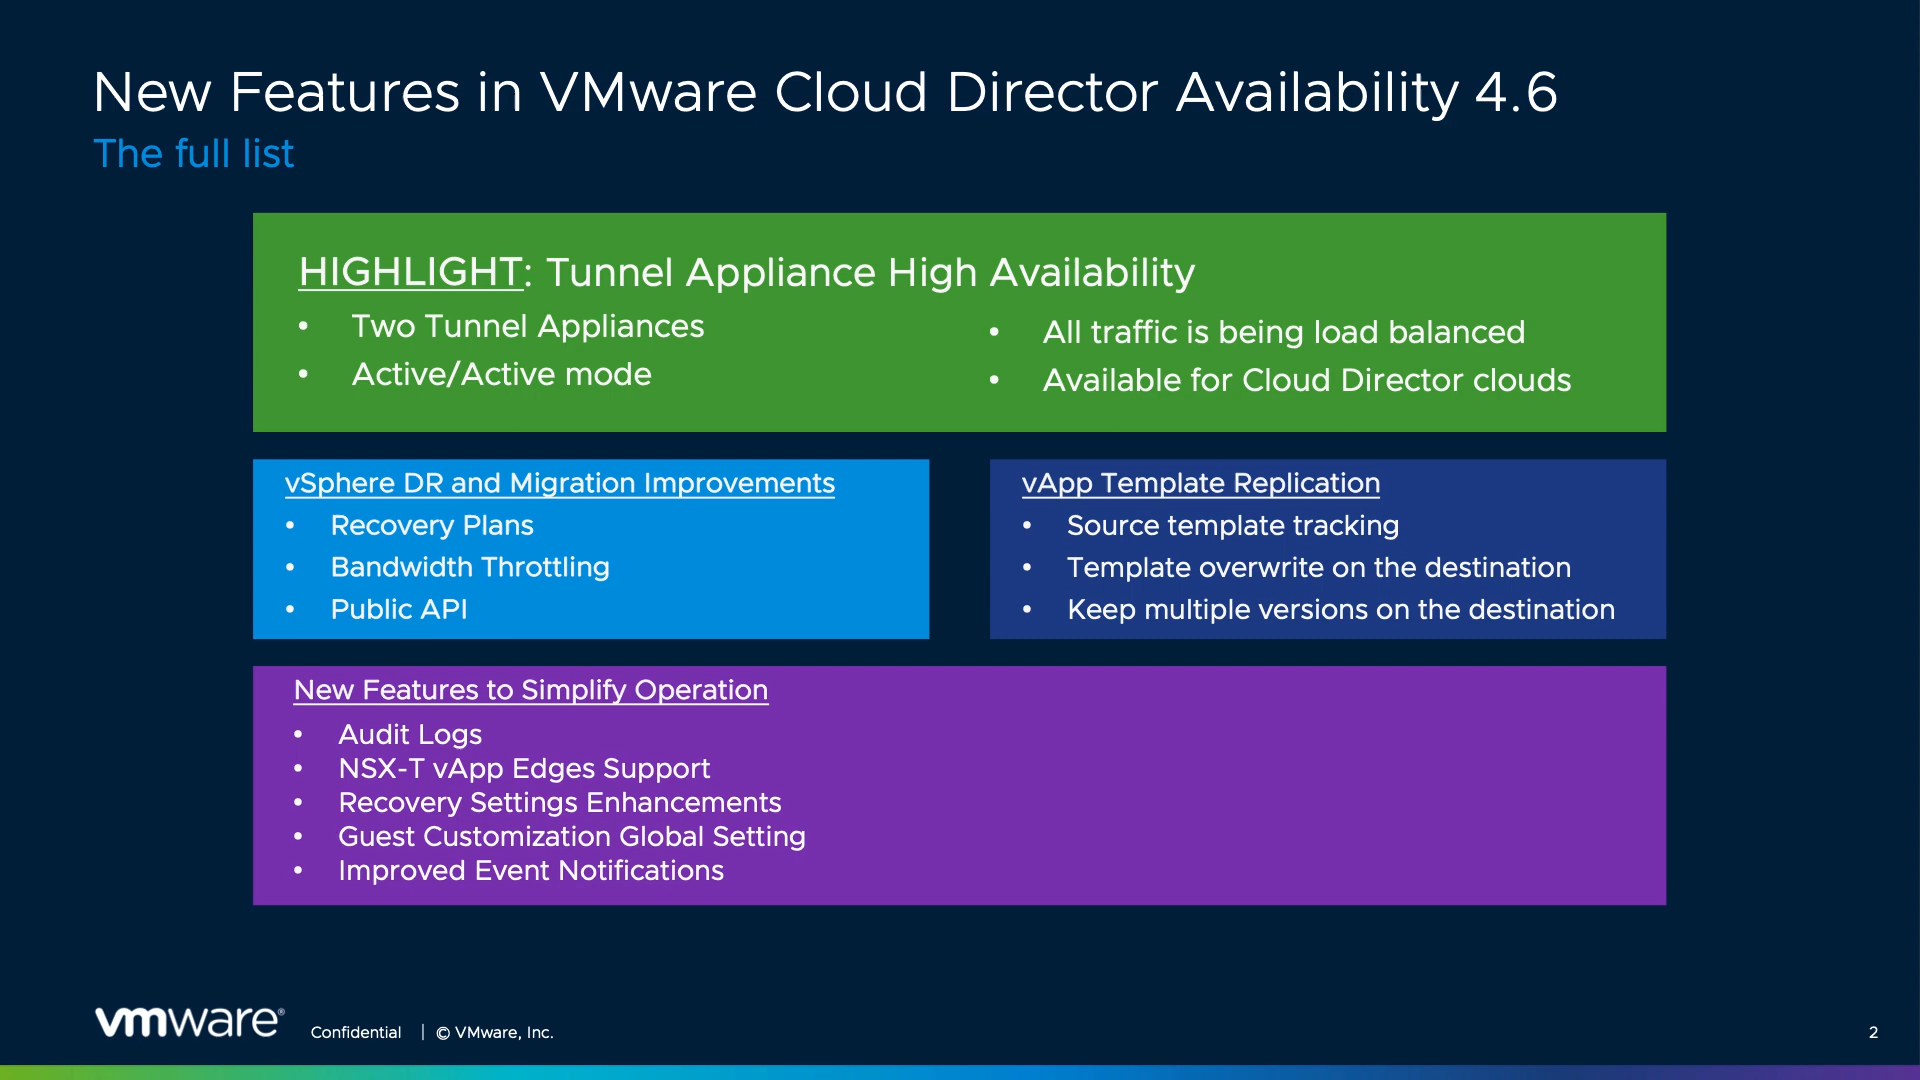 New Features in VMware Cloud Director Availability 4.6
The full list
HIGHLIGHT: Tunnel Appliance High Availability
• Two Tunnel Appliances
• Active/Active mode
• All traffic is being load balanced
• Available for Cloud Director clouds
vSphere DR and Migration Improvements
• Recovery Plans
• Bandwidth Throttling
• Public API
vApp Template Replication
• Source template tracking
• Template overwrite on the destination
• Keep multiple versions on the destination
New Features to Simplify Operation
• Audit Logs
• NSX-T vApp Edges Support
• Recovery Settings Enhancements
• Guest Customization Global Setting
• Improved Event Notifications
vmware® Confidential | © VMware, Inc. 2